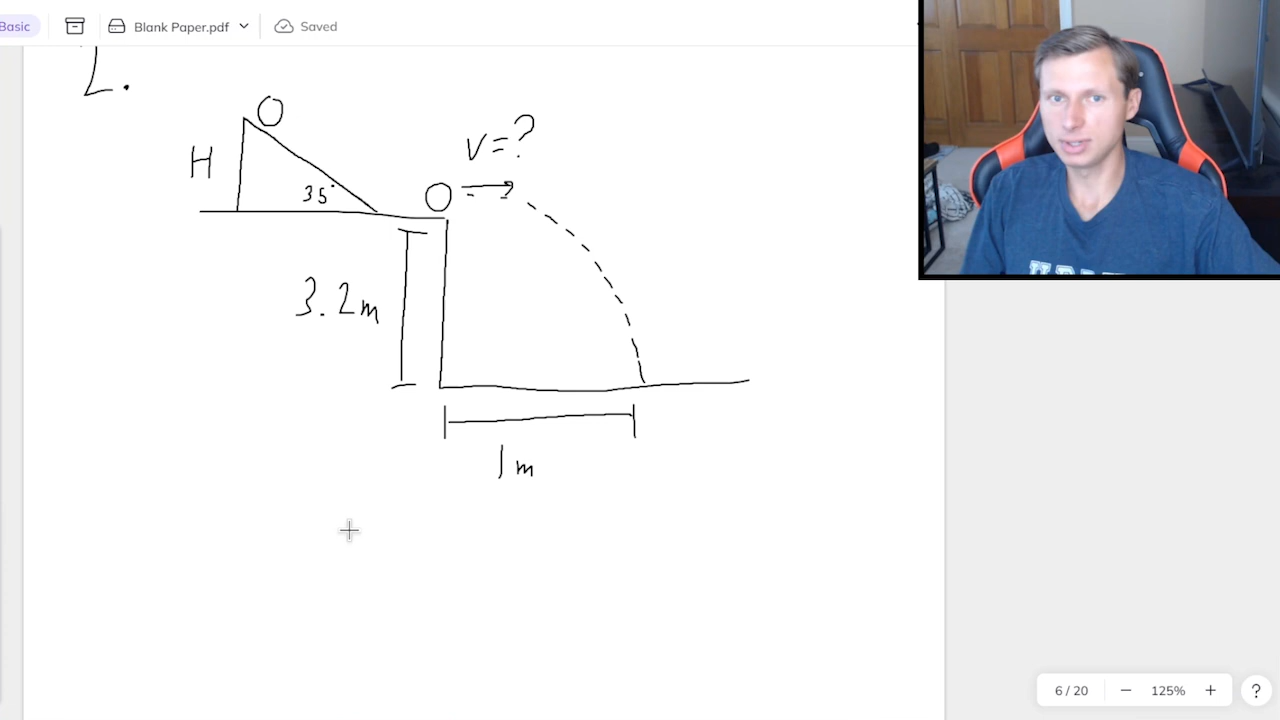 Basic
Blank Paper.pdf
Saved
2.
H
35°
v=?
3.2m
1m
6 / 20
125%
?